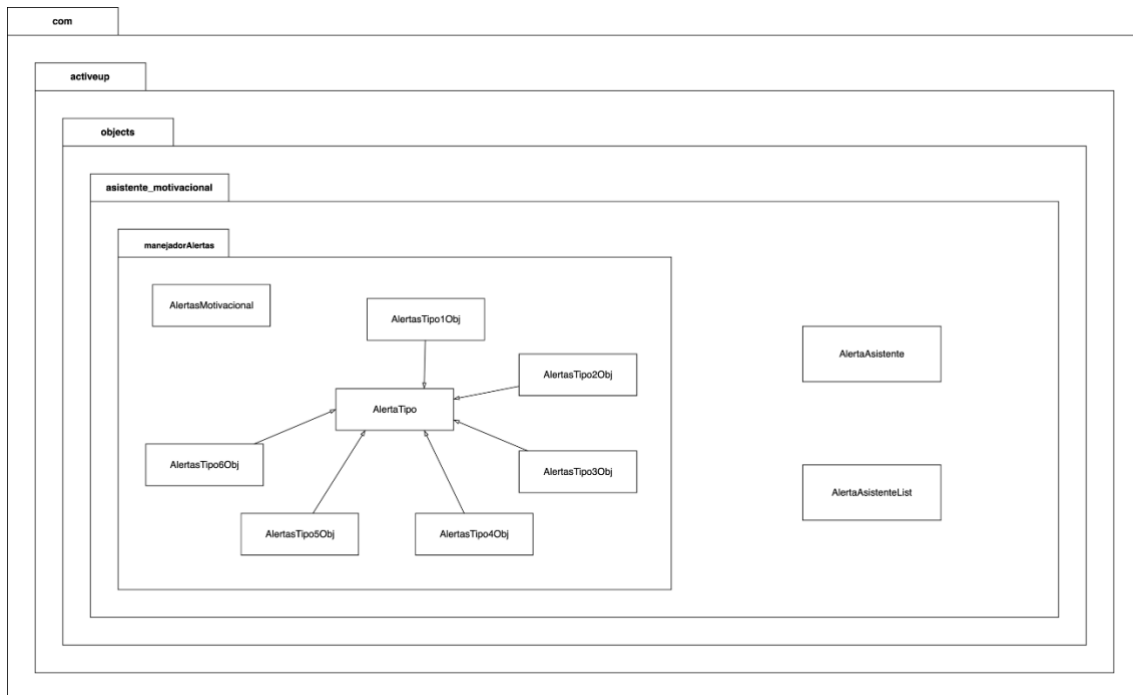 com
activeup
objects
asistente_motivacional
manejadorAlertas
AlertasMotivacional
AlertasTipo1Obj
AlertaAsistente
AlertasTipo2Obj
AlertaTipo
AlertasTipo6Obj
AlertasTipo3Obj
AlertaAsistenteList
AlertasTipo5Obj
AlertasTipo4Obj